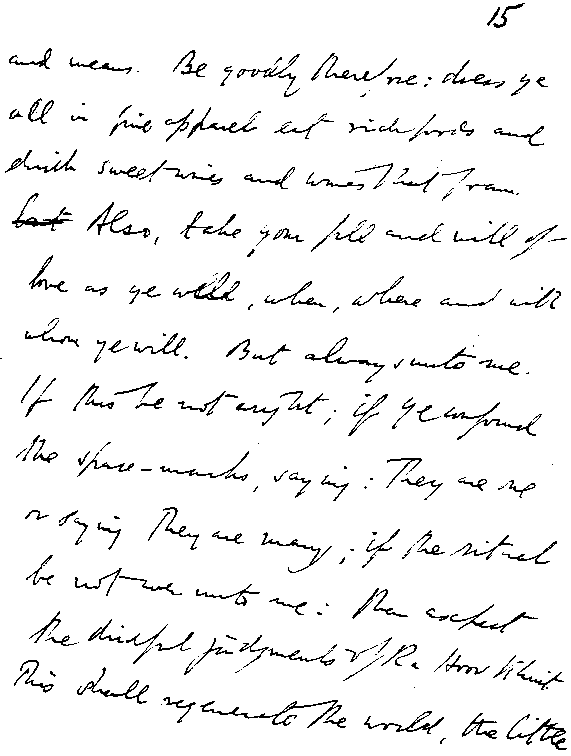 15
and means. Be goodly therefore: dress ye
all in fine apparel eat rich foods and
drink sweet wines and wines that foam.
but Also, take your fill and will of
love as ye will, when, where and with
whom ye will. But always unto me.
If this be not aright; if ye confound
the space-marks, saying: They are one
or saying They are many; if the ritual
be not ever unto me: then expect
the direful judgments of Ra Hoor Khuit.
This shall regenerate the world, the little